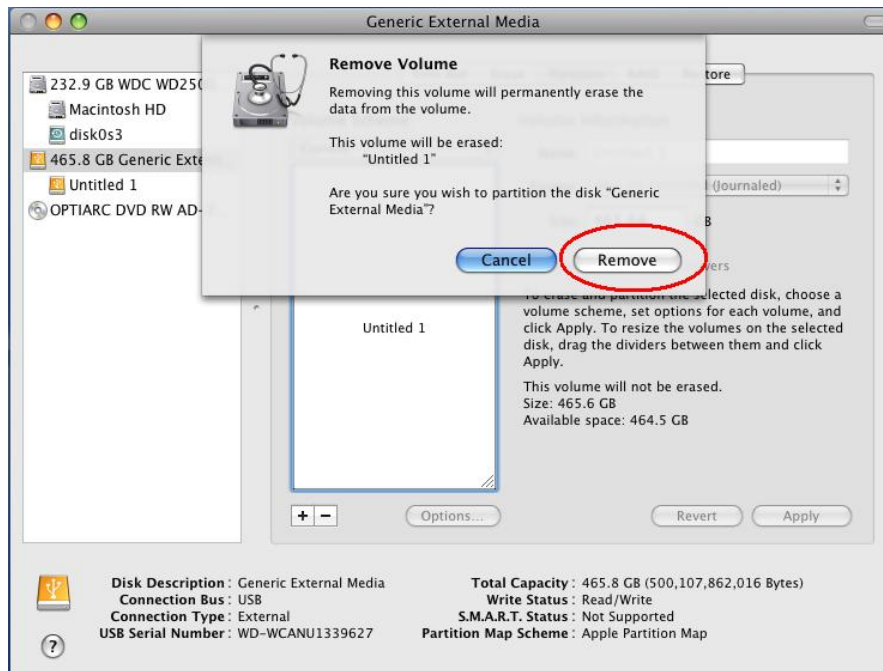 Generic External Media
Remove Volume
Removing this volume will permanently erase the
data from the volume.
This volume will be erased:
"Untitled 1"
Are you sure you wish to partition the disk “Generic
External Media”?
Cancel
Remove
232.9 GB WDC WD250
Macintosh HD
disk0s3
465.8 GB Generic Exte
Untitled 1
OPTIARC DVD RW AD-
tore
(Journaled)
vers
To erase and partition the selected disk, choose a
volume scheme, set options for each volume, and
click Apply. To resize the volumes on the selected
disk, drag the dividers between them and click
Apply.
This volume will not be erased.
Size: 465.6 GB
Available space: 464.5 GB
Untitled 1
+ −
Options...
Revert
Apply
Disk Description : Generic External Media
Connection Bus : USB
Connection Type : External
USB Serial Number : WD-WCANU1339627
Total Capacity : 465.8 GB (500,107,862,016 Bytes)
Write Status : Read/Write
S.M.A.R.T. Status : Not Supported
Partition Map Scheme : Apple Partition Map
?